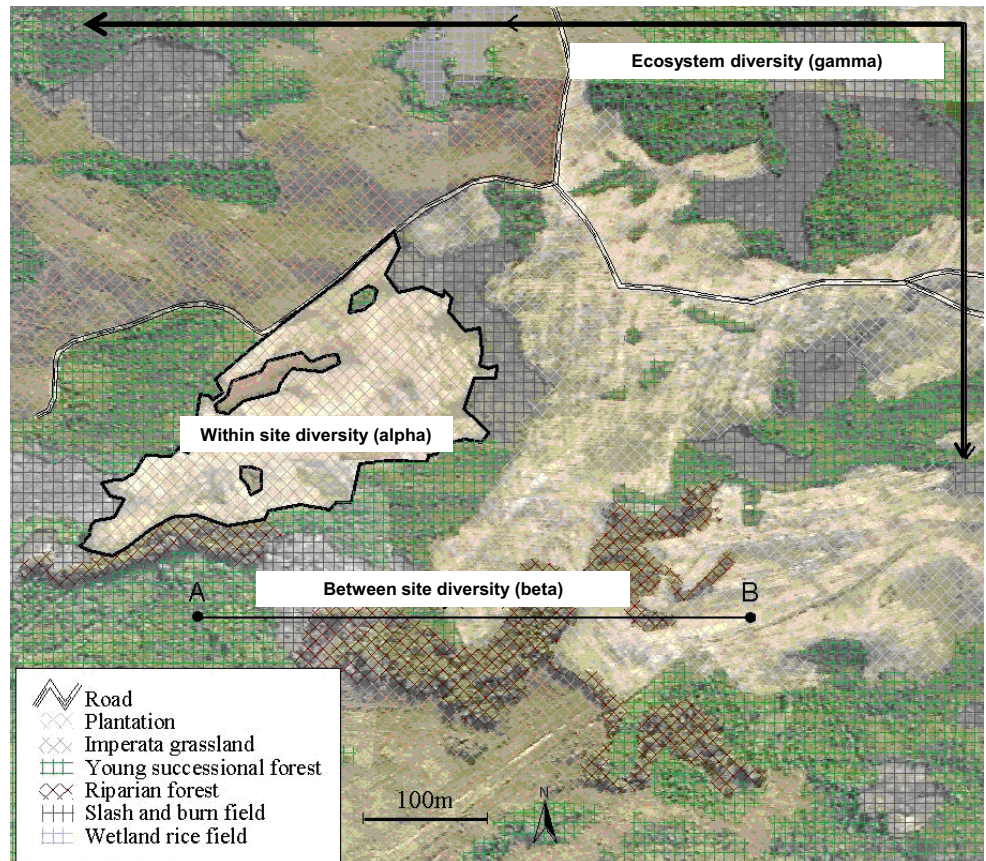 Ecosystem diversity (gamma)
Within site diversity (alpha)
Between site diversity (beta)
A
B
Road
Plantation
Imperata grassland
Young successional forest
Riparian forest
Slash and burn field
Wetland rice field
100m
N